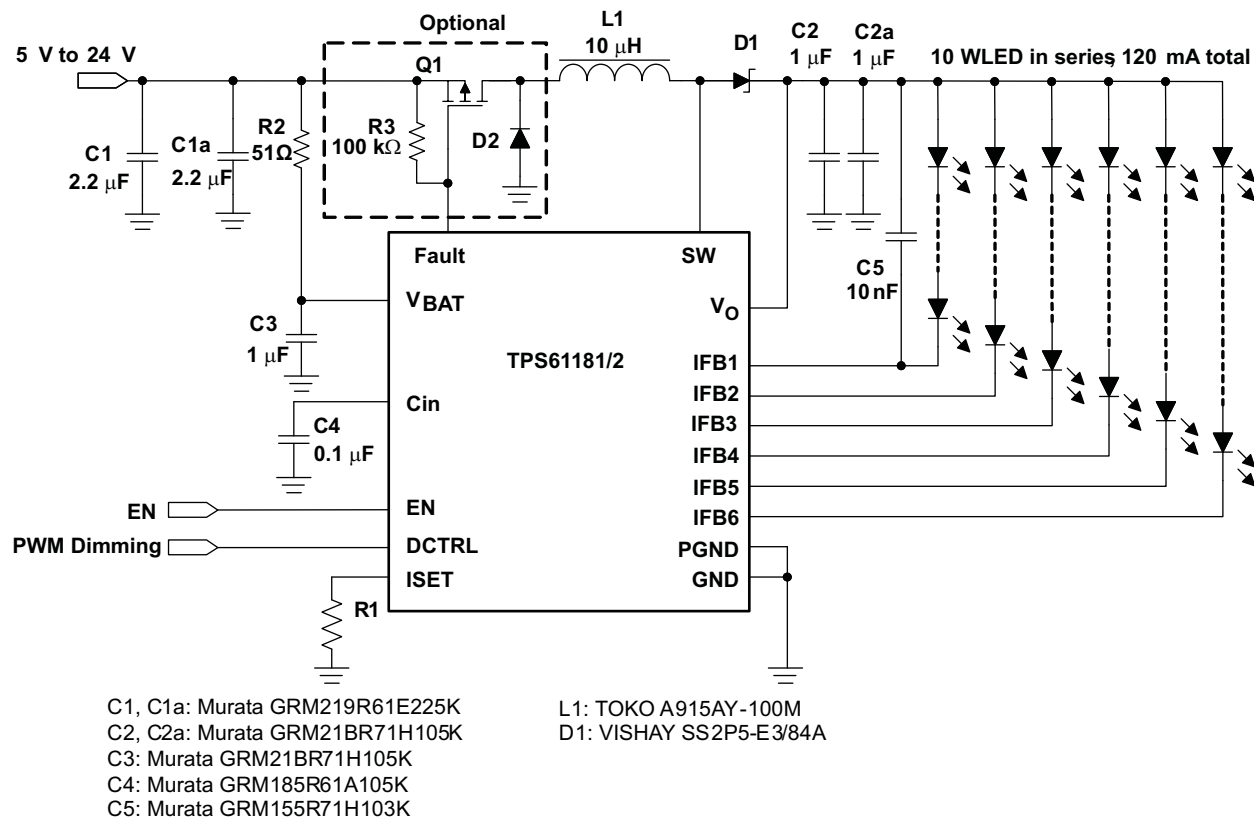 Optional
L1
10 μH
5 V to 24 V
Q1
D1
C2
1 μF
C2a
1 μF
10 WLED in series, 120 mA total
C1
2.2 μF
C1a
2.2 μF
R2
51Ω
R3
100 kΩ
D2
C5
10 nF
Fault
SW
VBAT
VO
C3
1 μF
TPS61181/2
IFB1
IFB2
Cin
IFB3
C4
0.1 μF
IFB4
IFB5
EN
EN
IFB6
PWM Dimming
DCTRL
PGND
ISET
GND
R1
C1, C1a: Murata GRM219R61E225K
C2, C2a: Murata GRM21BR71H105K
C3: Murata GRM21BR71H105K
C4: Murata GRM185R61A105K
C5: Murata GRM155R71H103K
L1: TOKO A915AY-100M
D1: VISHAY SS2P5-E3/84A